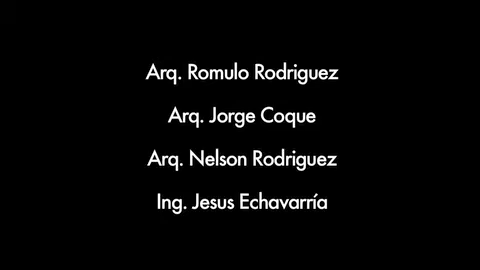 Arq. Romulo Rodriguez
Arq. Jorge Coque
Arq. Nelson Rodriguez
Ing. Jesus Echavarría